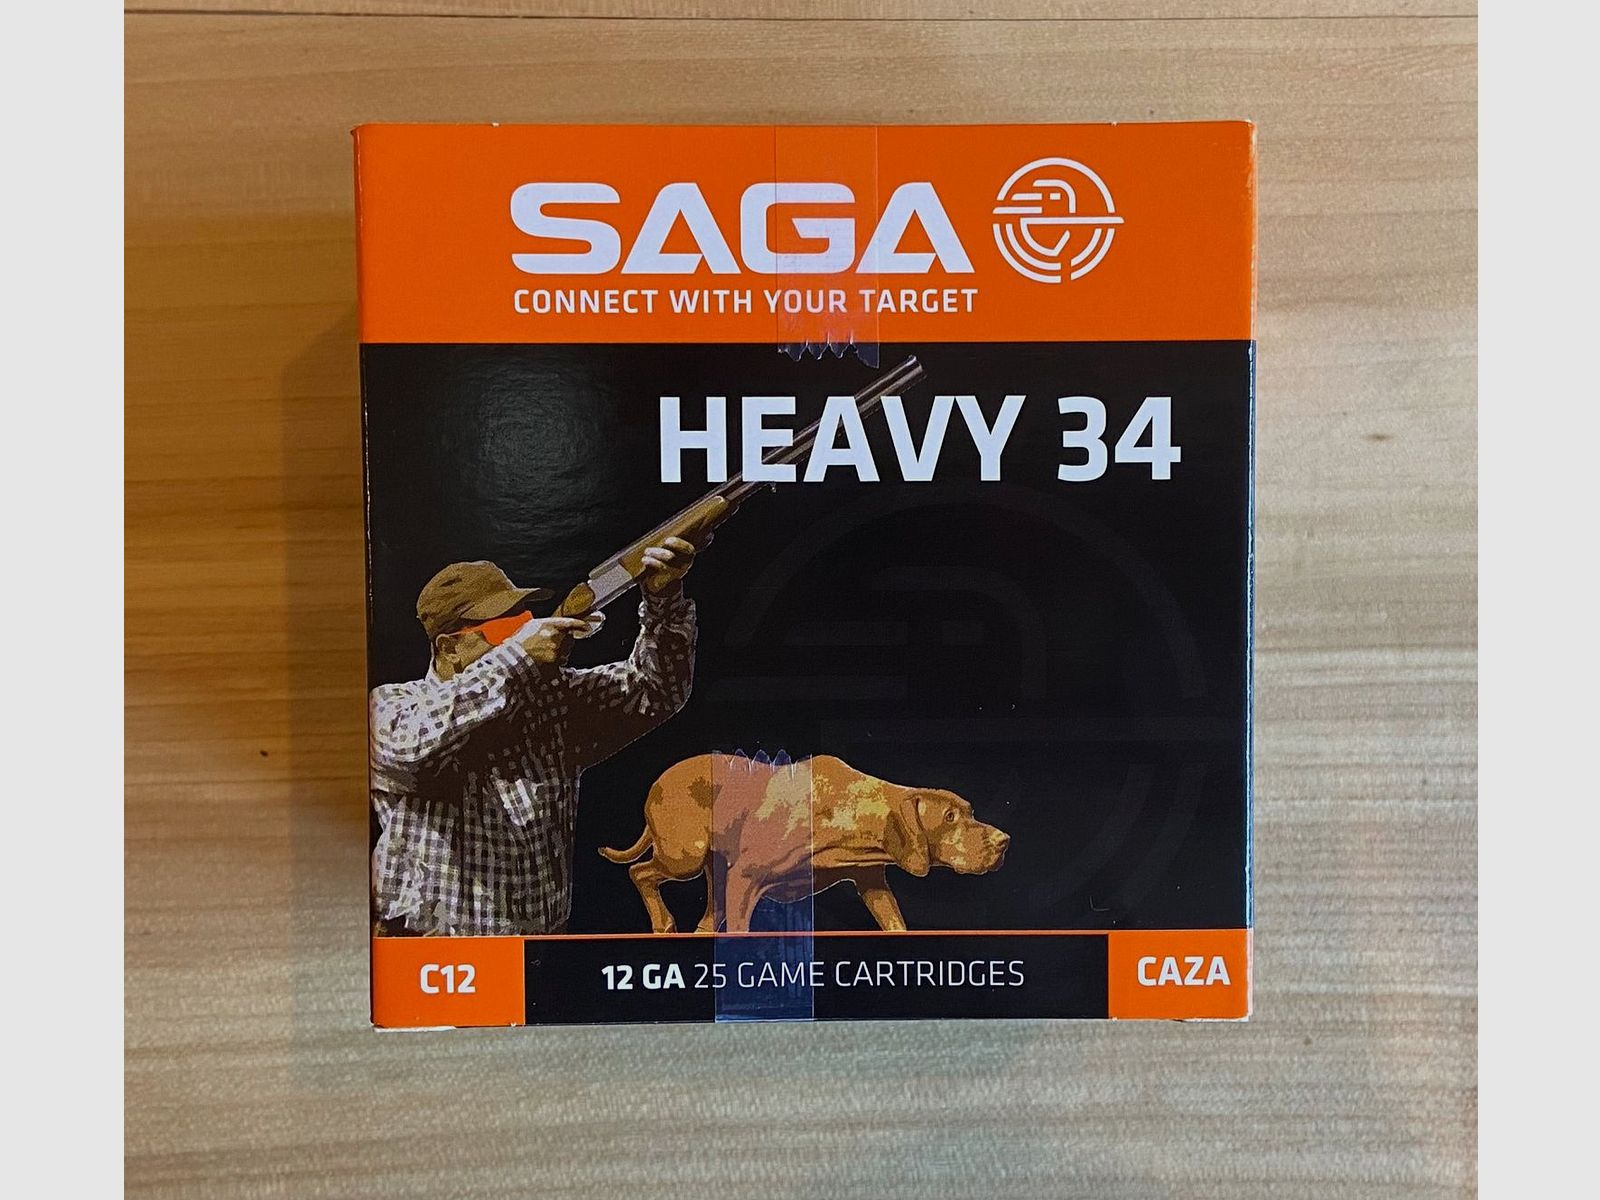 SAGA
CONNECT WITH YOUR TARGET
HEAVY 34
C12
12 GA 25 GAME CARTRIDGES
CAZA